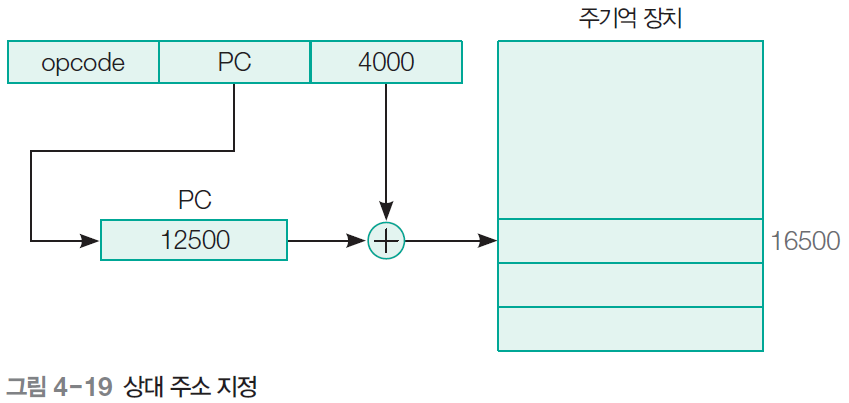 주기억 장치
opcode PC 4000
PC
12500
16500
그림 4-19 상대 주소 지정